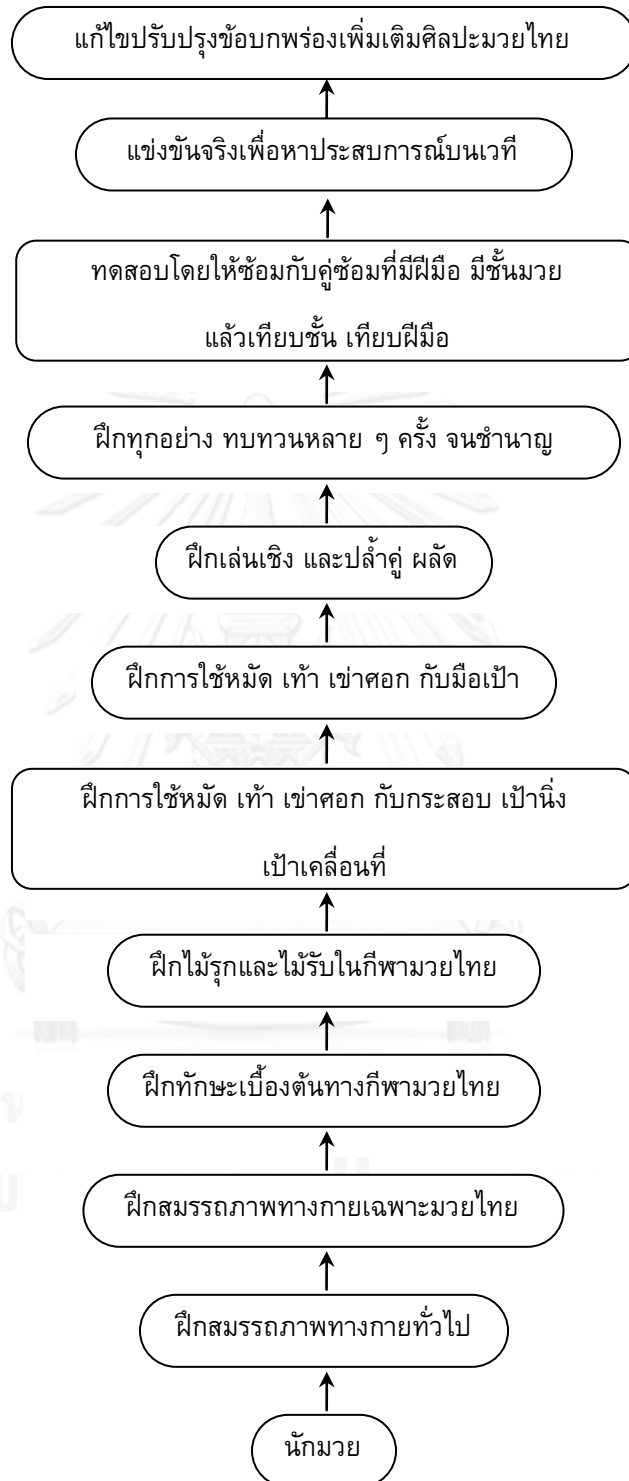 แก้ไขปรับปรุงข้อบกพร่องเพิ่มเติมศิลปะมวยไทย
แข่งขันจริงเพื่อหาประสบการณ์บนเวที
ทดสอบโดยให้ซ้อมกับคู่ซ้อมที่มีฝีมือ มีชั้นมวย
แล้วเทียบชั้น เทียบฝีมือ
ฝึกทุกอย่าง ทบทวนหลาย ๆ ครั้ง จนชำนาญ
ฝึกเล่นเชิง และปล้ำคู่ ผลัด
ฝึกการใช้หมัด เท้า เข่าศอก กับมือเป้า
ฝึกการใช้หมัด เท้า เข่าศอก กับกระสอบ เป้านิ่ง
เป้าเคลื่อนที่
ฝึกไม้รุกและไม้รับในกีฬามวยไทย
ฝึกทักษะเบื้องต้นทางกีฬามวยไทย
ฝึกสมรรถภาพทางกายเฉพาะมวยไทย
ฝึกสมรรถภาพทางกายทั่วไป
นักมวย